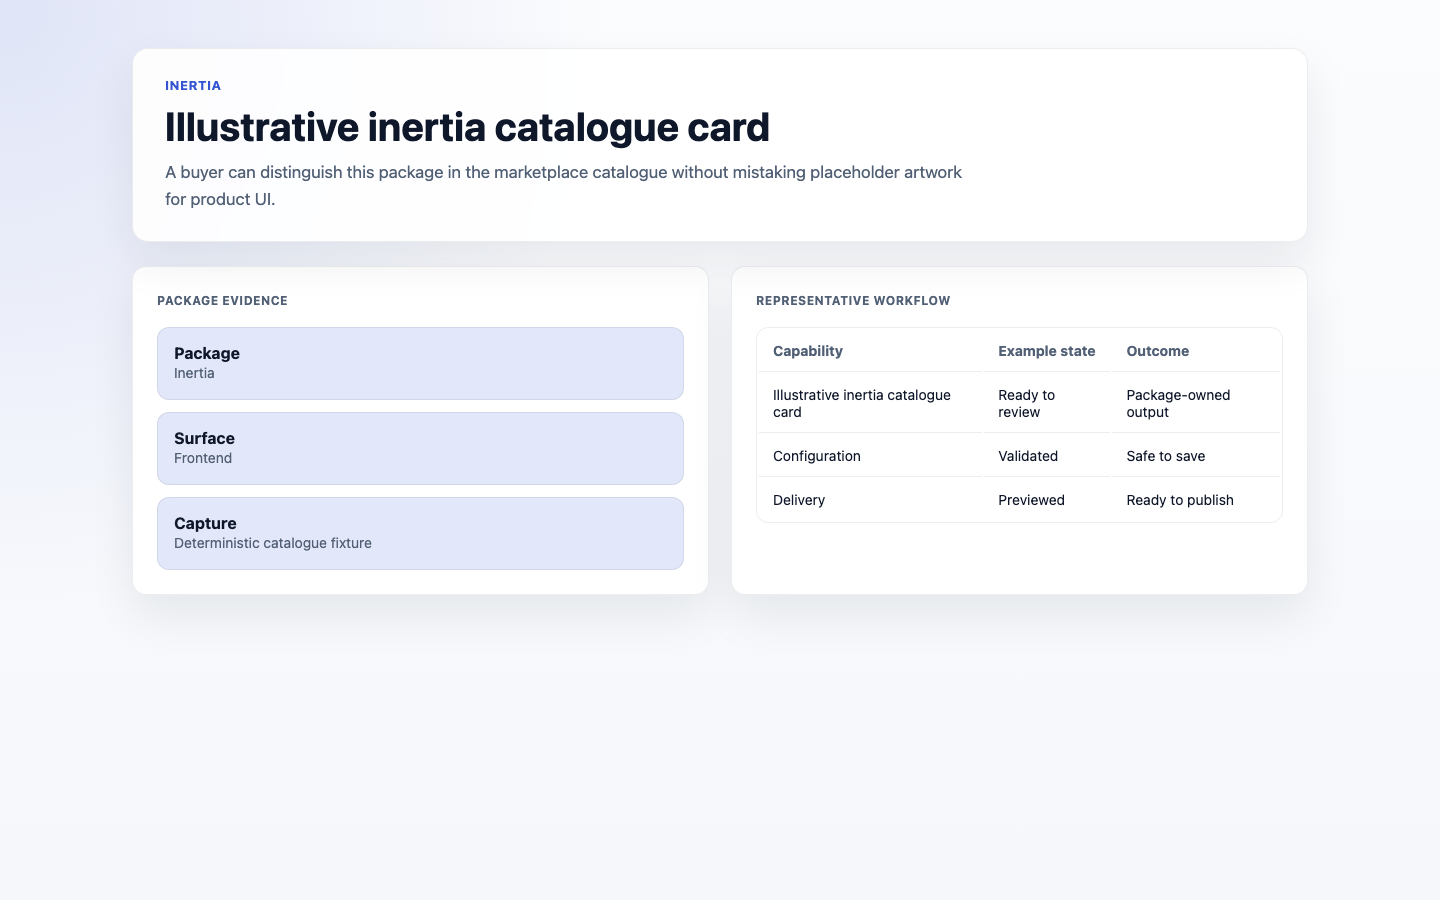 INERTIA
Illustrative inertia catalogue card
A buyer can distinguish this package in the marketplace catalogue without mistaking placeholder artwork
for product UI.
PACKAGE EVIDENCE
Package
Inertia
Surface
Frontend
Capture
Deterministic catalogue fixture
REPRESENTATIVE WORKFLOW
Capability Example state Outcome
Illustrative inertia catalogue card Ready to review Package-owned output
Configuration Validated Safe to save
Delivery Previewed Ready to publish